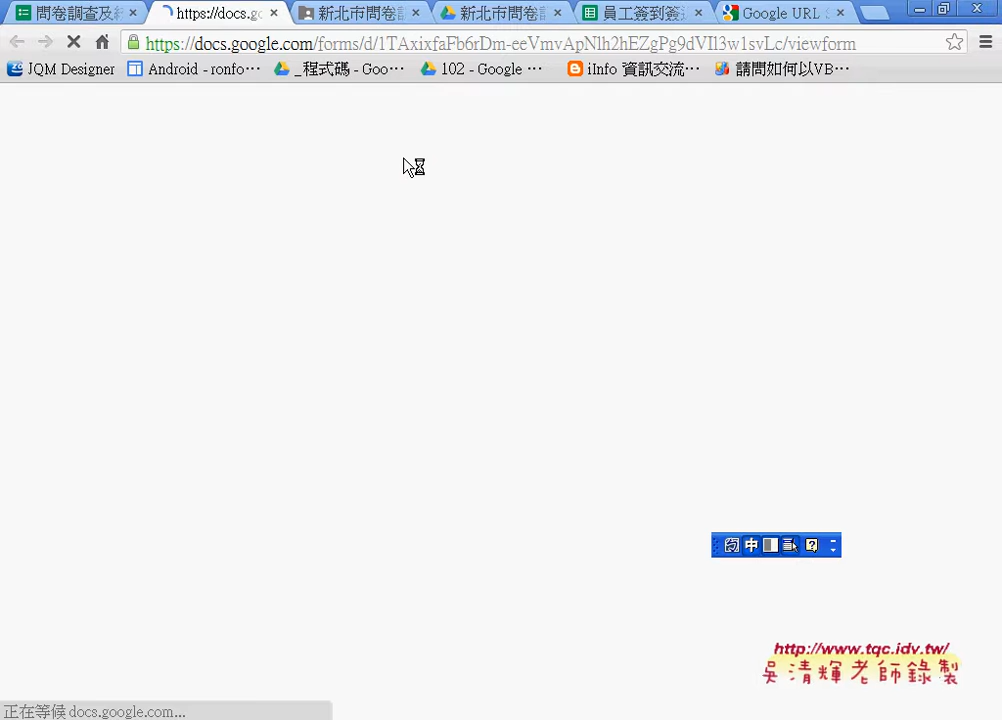 問卷調查及統
https://docs.go
新北市問卷
新北市問卷
員工簽到簽
Google URL
https://docs.google.com/forms/d/1TAxixfaFb6rDm-eeVmvApNlh2hEZgPg9dVIl3w1svLc/viewform
JQM Designer
Android - ronfo···
_程式碼 - Goo···
102 - Google ···
iInfo 資訊交流···
請問如何以VB···
中
http://www.tqc.idv.tw/
吳清輝老師錄製
正在等候 docs.google.com...